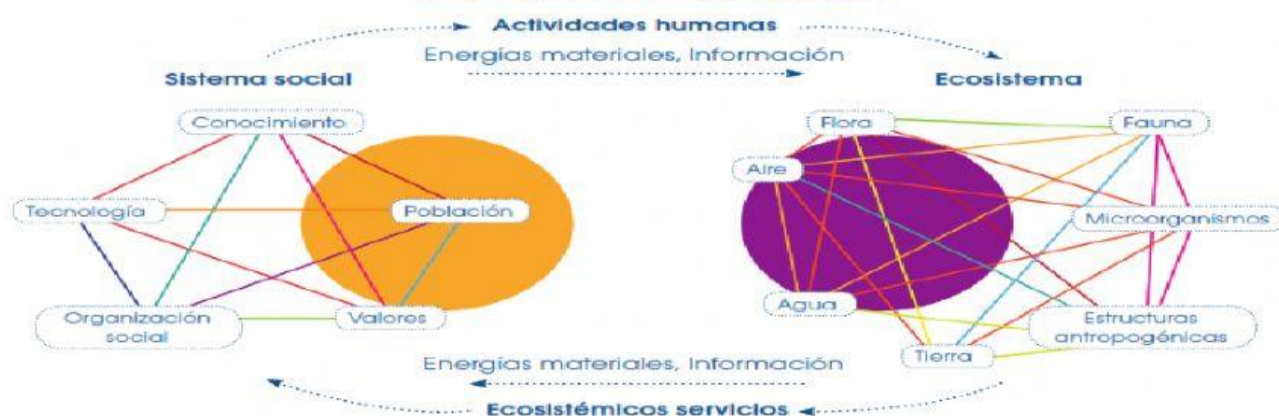 Actividades humanas
Energías materiales, Información
Sistema social
Ecosistema
Conocimiento
Flora
Fauna
Aire
Tecnología
Población
Microorganismos
Agua
Organización
social
Valores
Estructuras
antropogénicas
Tierra
Energías materiales, Información
Ecosistémicos servicios